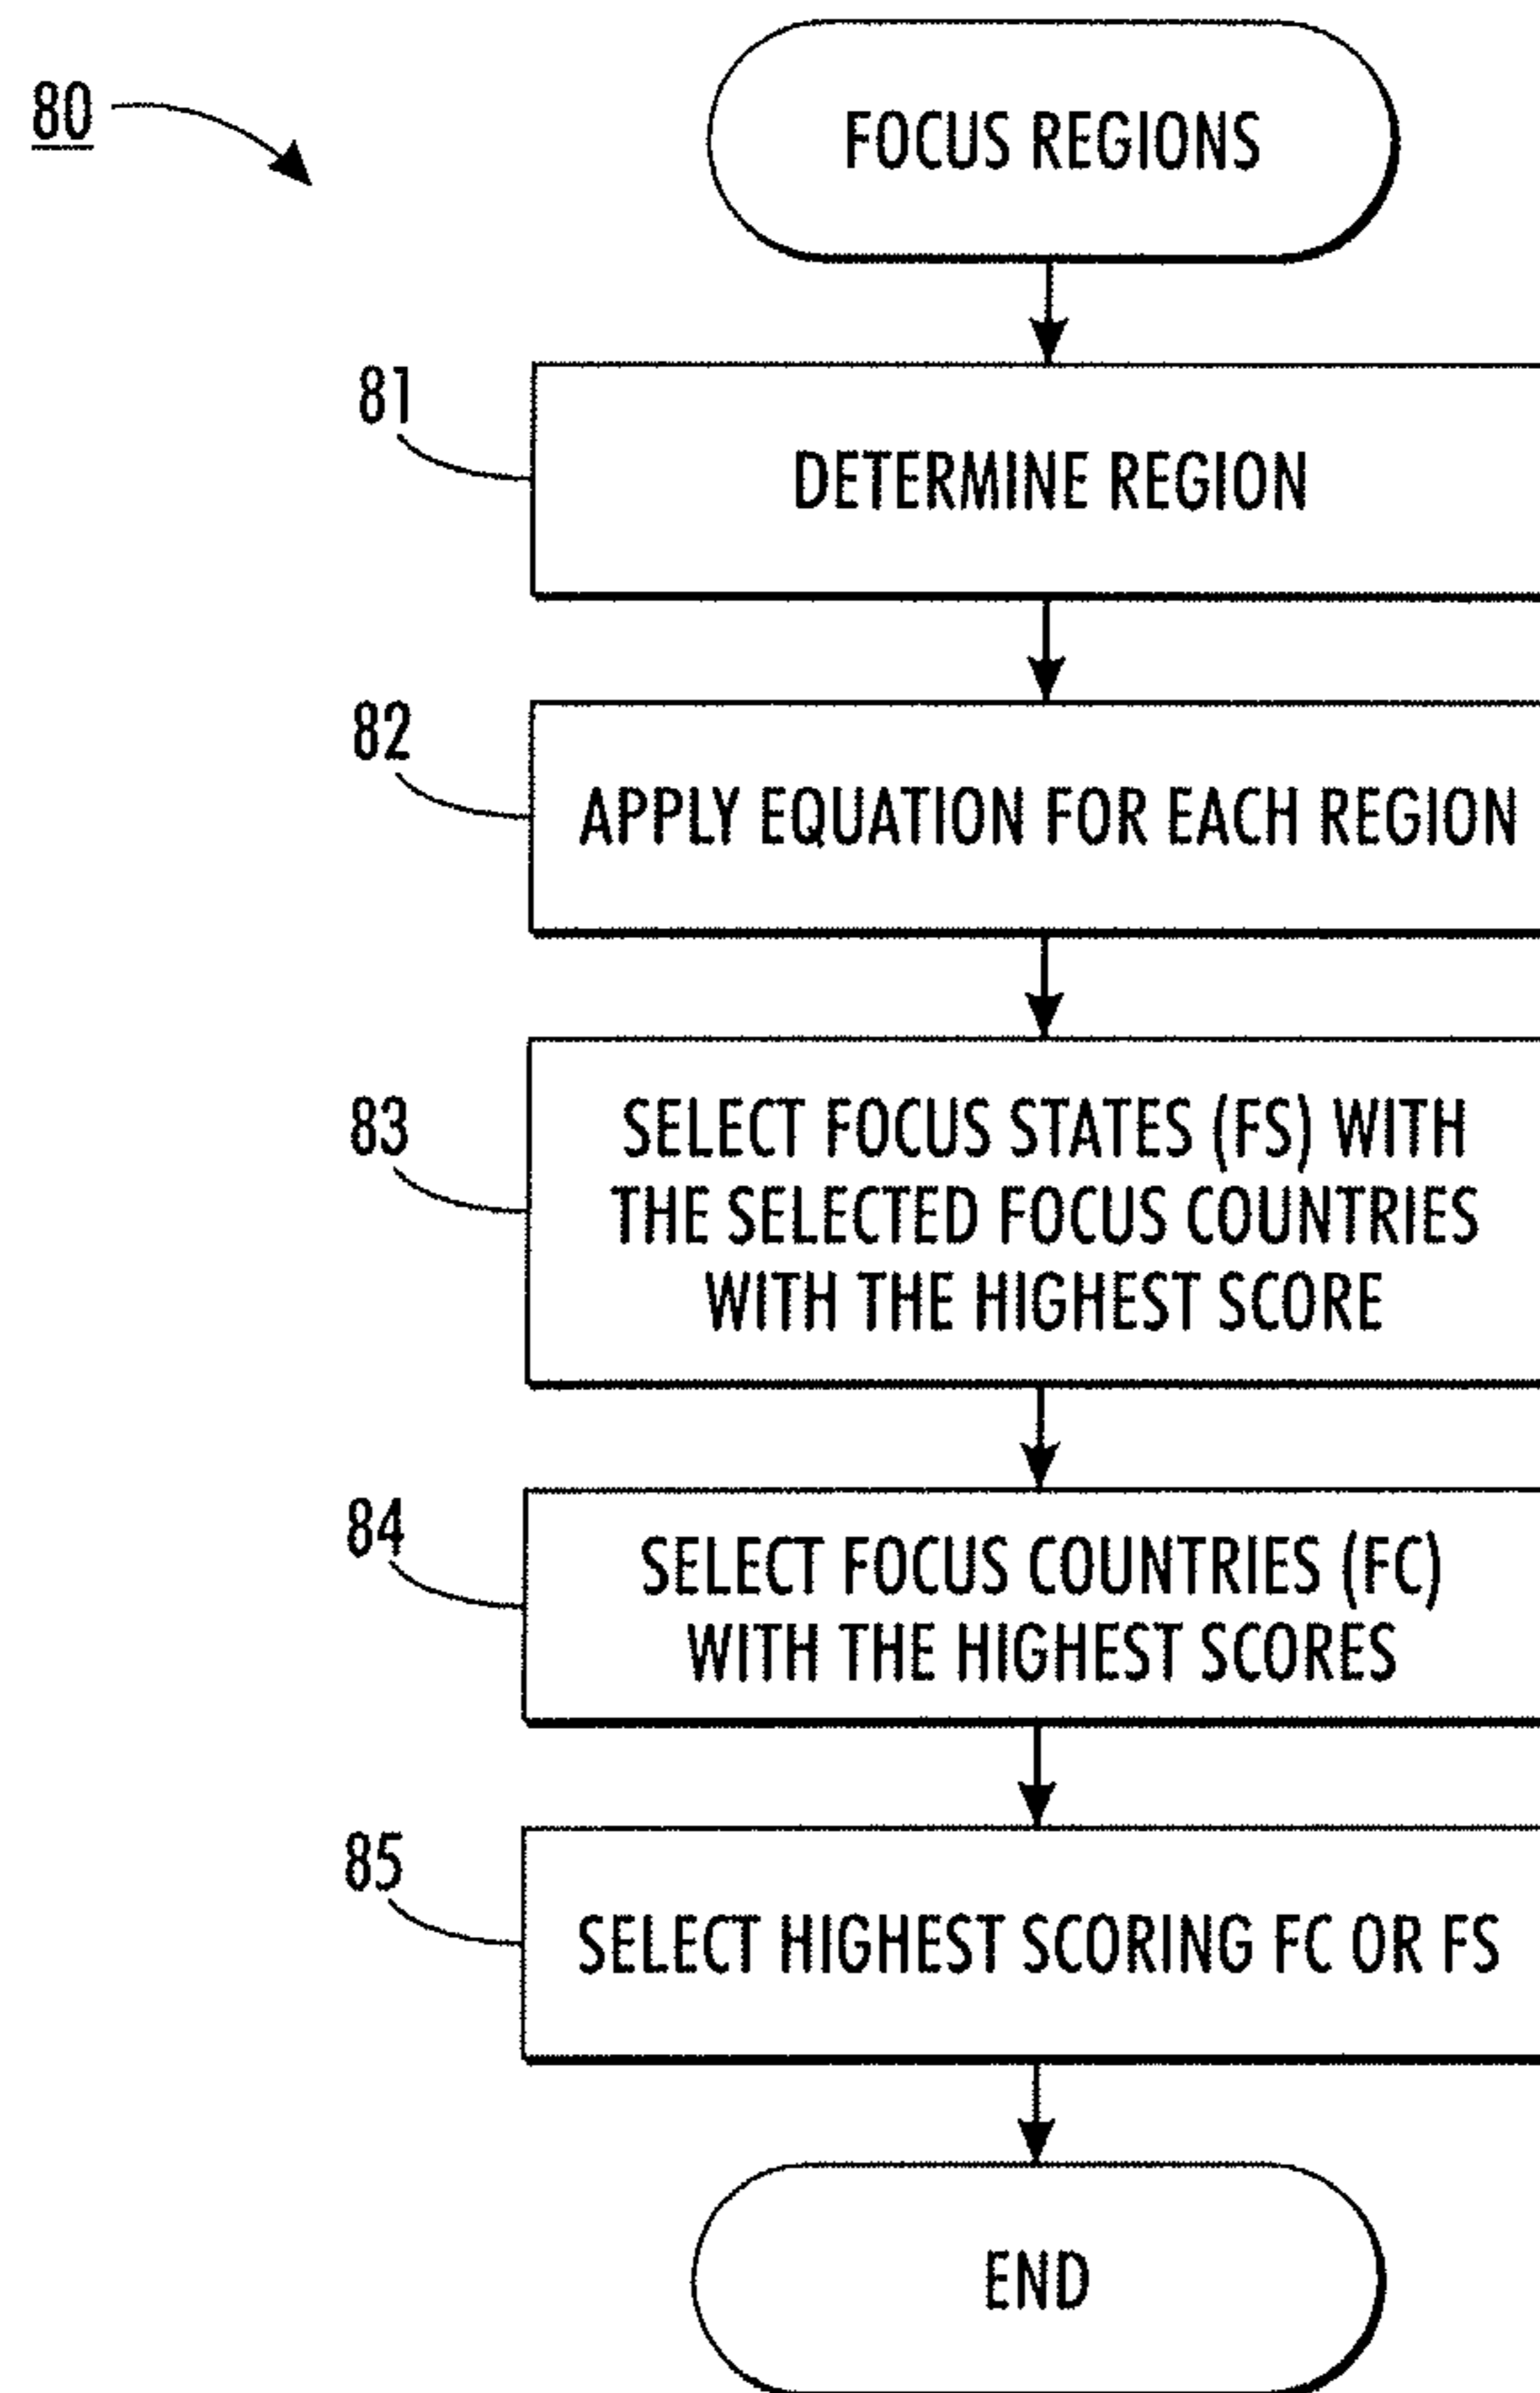 80
FOCUS REGIONS
81
DETERMINE REGION
82
APPLY EQUATION FOR EACH REGION
83
SELECT FOCUS STATES (FS) WITH
THE SELECTED FOCUS COUNTRIES
WITH THE HIGHEST SCORE
84
SELECT FOCUS COUNTRIES (FC)
WITH THE HIGHEST SCORES
85
SELECT HIGHEST SCORING FC OR FS
END